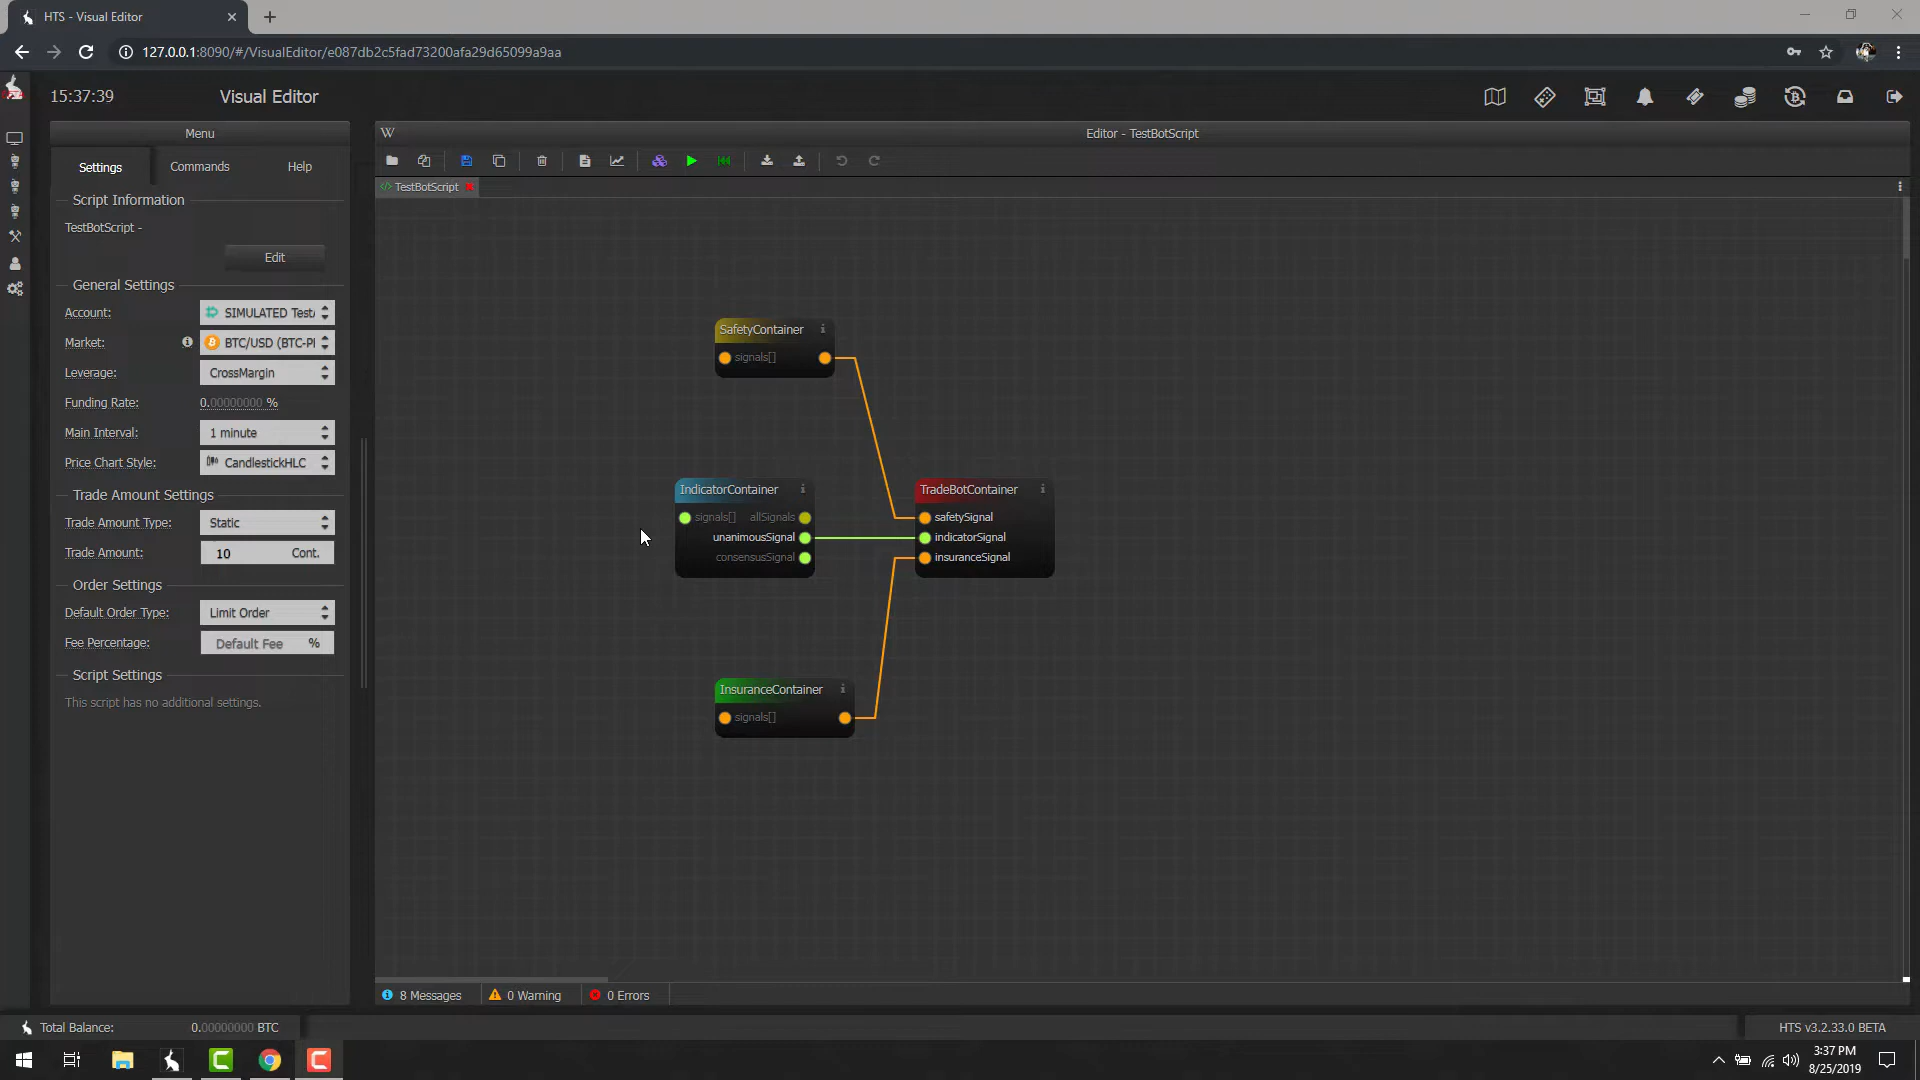 HTS - Visual Editor
127.0.0.1:8090/#/VisualEditor/e087db2c5fad73200afa29d65099a9aa
15:37:39
Visual Editor
Menu
W
Editor - TestBotScript
Settings
Commands
Help
TestBotScript
Script Information
TestBotScript -
Edit
General Settings
Account:
SIMULATED Test
Market:
BTC/USD (BTC-P
Leverage:
CrossMargin
Funding Rate:
0.00000000 %
Main Interval:
1 minute
Price Chart Style:
CandlestickHLC
Trade Amount Settings
Trade Amount Type:
Static
Trade Amount:
10 Cont.
Order Settings
Default Order Type:
Limit Order
Fee Percentage:
Default Fee %
Script Settings
This script has no additional settings.
SafetyContainer
signals[]
IndicatorContainer
signals[] allSignals
unanimousSignal
consensusSignal
TradeBotContainer
safetySignal
indicatorSignal
insuranceSignal
InsuranceContainer
signals[]
8 Messages
0 Warning
0 Errors
Total Balance:
0.00000000 BTC
HTS v3.2.33.0 BETA
3:37 PM
8/25/2019